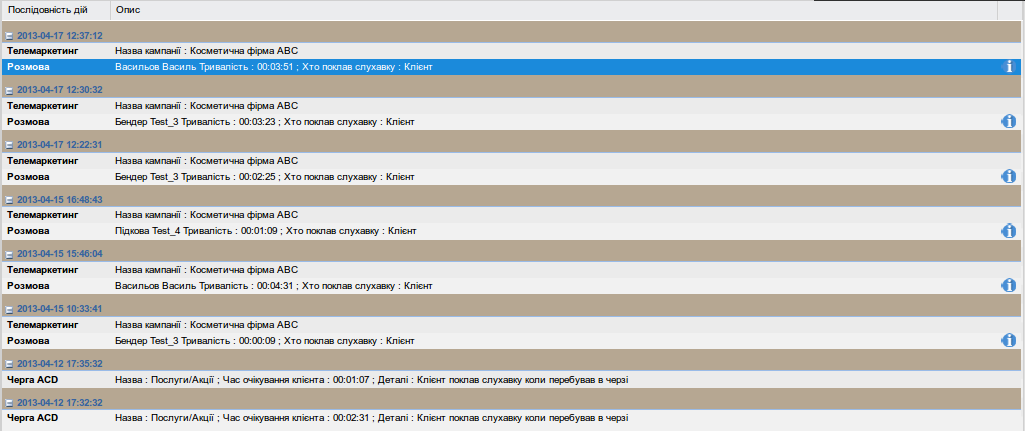 Послідовність дій Опис
2013-04-17 12:37:12
Телемаркетинг Назва кампанії : Косметична фірма ABC
Розмова Васильов Василь Тривалість : 00:03:51 ; Хто поклав слухавку : Клієнт
2013-04-17 12:30:32
Телемаркетинг Назва кампанії : Косметична фірма ABC
Розмова Бендер Test_3 Тривалість : 00:03:23 ; Хто поклав слухавку : Клієнт
2013-04-17 12:22:31
Телемаркетинг Назва кампанії : Косметична фірма ABC
Розмова Бендер Test_3 Тривалість : 00:02:25 ; Хто поклав слухавку : Клієнт
2013-04-15 16:48:43
Телемаркетинг Назва кампанії : Косметична фірма ABC
Розмова Підкова Test_4 Тривалість : 00:01:09 ; Хто поклав слухавку : Клієнт
2013-04-15 15:46:04
Телемаркетинг Назва кампанії : Косметична фірма ABC
Розмова Васильов Василь Тривалість : 00:04:31 ; Хто поклав слухавку : Клієнт
2013-04-15 10:33:41
Телемаркетинг Назва кампанії : Косметична фірма ABC
Розмова Бендер Test_3 Тривалість : 00:00:09 ; Хто поклав слухавку : Клієнт
2013-04-12 17:35:32
Черга ACD Назва : Послуги/Акції ; Час очікування клієнта : 00:01:07 ; Деталі : Клієнт поклав слухавку коли перебував в черзі
2013-04-12 17:32:32
Черга ACD Назва : Послуги/Акції ; Час очікування клієнта : 00:02:31 ; Деталі : Клієнт поклав слухавку коли перебував в черзі